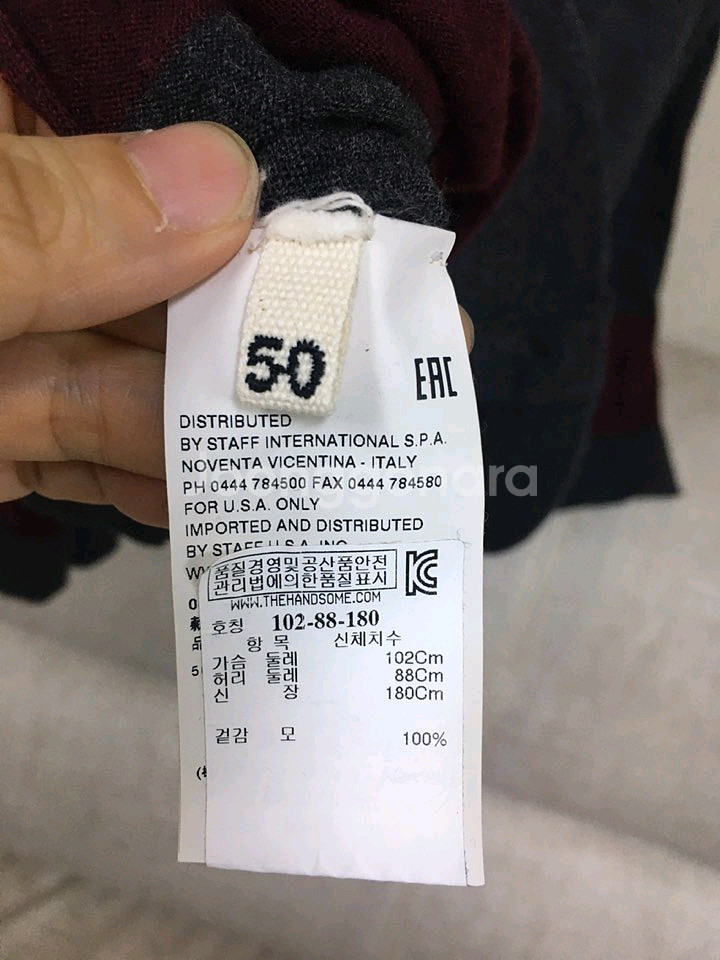 50
EAC
DISTRIBUTED
BY STAFF INTERNATIONAL S.P.A.
NOVENTA VICENTINA - ITALY
PH 0444 784500 FAX 0444 784580
FOR U.S.A. ONLY
IMPORTED AND DISTRIBUTED
BY STAFF U.S.A. INC.
품질경영및공산품안전
관리법에의한품질표시
WWW.THEHANDSOME.COM
호칭 102-88-180
항 목 신체치수
가슴 둘레 102Cm
허리 둘레 88Cm
신 장 180Cm
겉감 모 100%